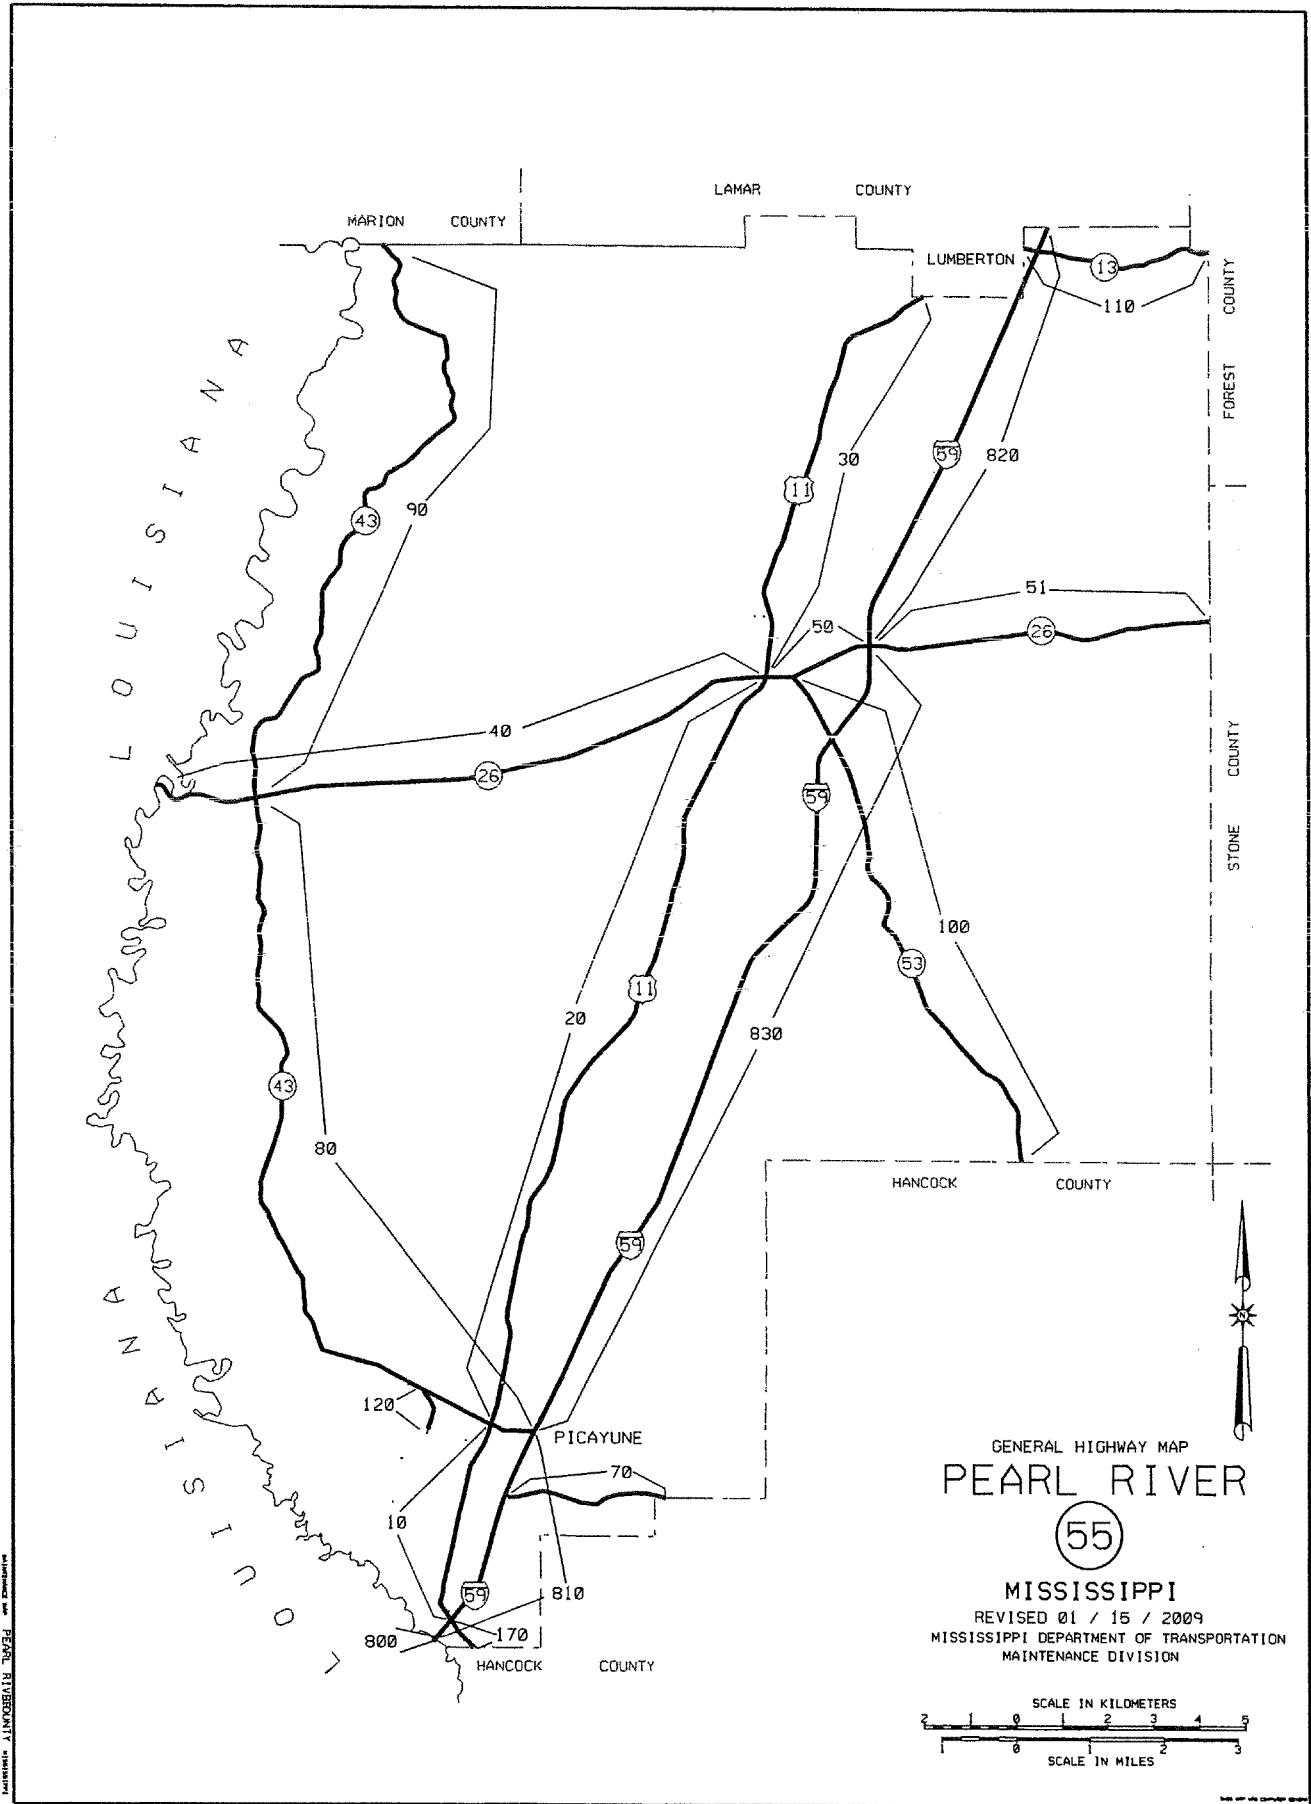 LAMAR COUNTY
MARION COUNTY
LUMBERTON
13
110
FOREST COUNTY
LOUISIANA
30
59
820
11
90
43
51
50
26
40
26
59
STONE COUNTY
100
53
11
20
830
43
80
HANCOCK COUNTY
59
LOUISIANA
120
PICAYUNE
70
10
59
810
800
170
HANCOCK COUNTY
N
GENERAL HIGHWAY MAP
PEARL RIVER
55
MISSISSIPPI
REVISED 01 / 15 / 2009
MISSISSIPPI DEPARTMENT OF TRANSPORTATION
MAINTENANCE DIVISION
SCALE IN KILOMETERS
2 1 0 1 2 3 4 5
1 0 1 2 3
SCALE IN MILES